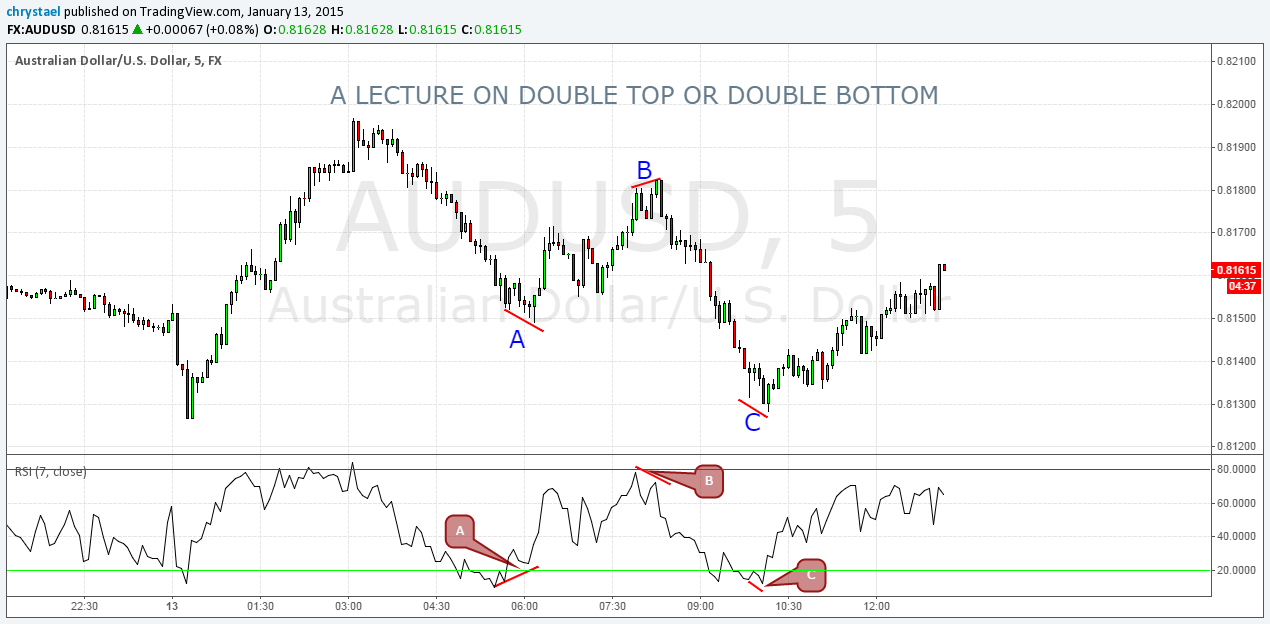 chrystael published on TradingView.com, January 13, 2015
FX:AUDUSD 0.81615 ▲ +0.00067 (+0.08%) O:0.81628 H:0.81628 L:0.81615 C:0.81615
Australian Dollar/U.S. Dollar, 5, FX
A LECTURE ON DOUBLE TOP OR DOUBLE BOTTOM
AUDUSD, 5
Australian Dollar/U.S. Dollar
B
A
C
0.82100
0.82000
0.81900
0.81800
0.81700
0.81615
04:37
0.81500
0.81400
0.81300
0.81200
RSI (7, close)
B
A
C
80.0000
60.0000
40.0000
20.0000
22:30 13 01:30 03:00 04:30 06:00 07:30 09:00 10:30 12:00